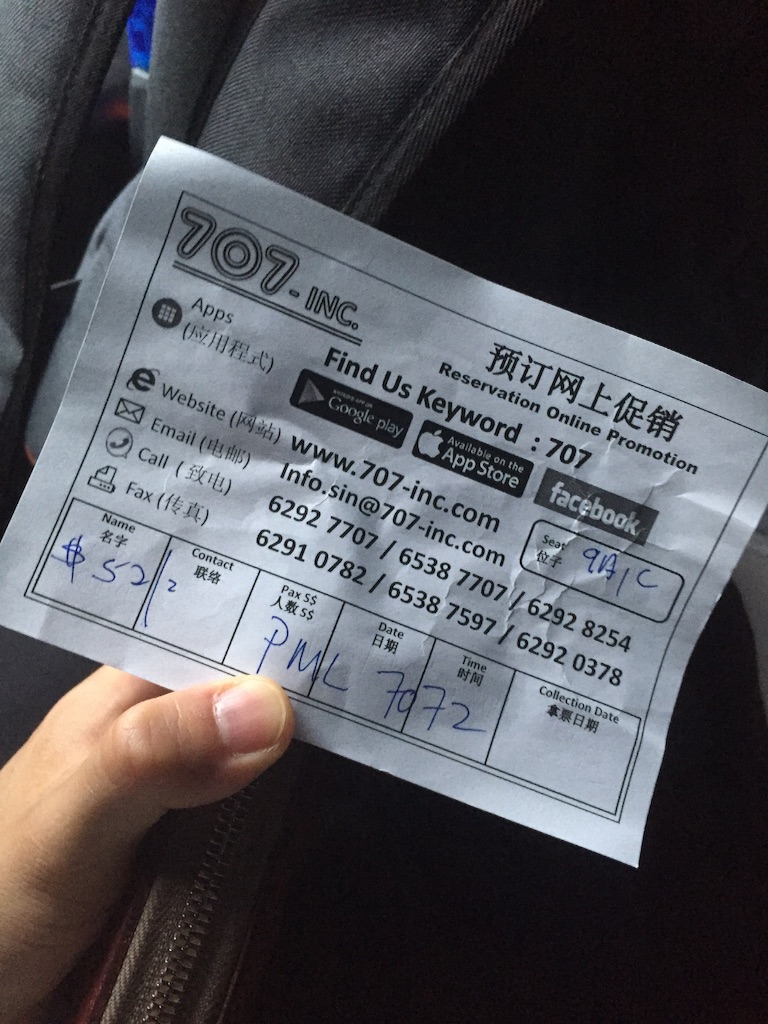 707-INC.
预订网上促销
Reservation Online Promotion
Apps
(应用程式)
Find Us Keyword : 707
Google play
Available on the
App Store
facebook
Website (网站) www.707-inc.com
Email (电邮) Info.sin@707-inc.com
Call (致电) 6292 7707 / 6538 7707 / 6292 8254
Fax (传真) 6291 0782 / 6538 7597 / 6292 0378
Seat
位子
Name
名字
Contact
联络
Pax S$
人数 S$
Date
日期
Time
时间
Collection Date
拿票日期
$ 52/2
PML 7072